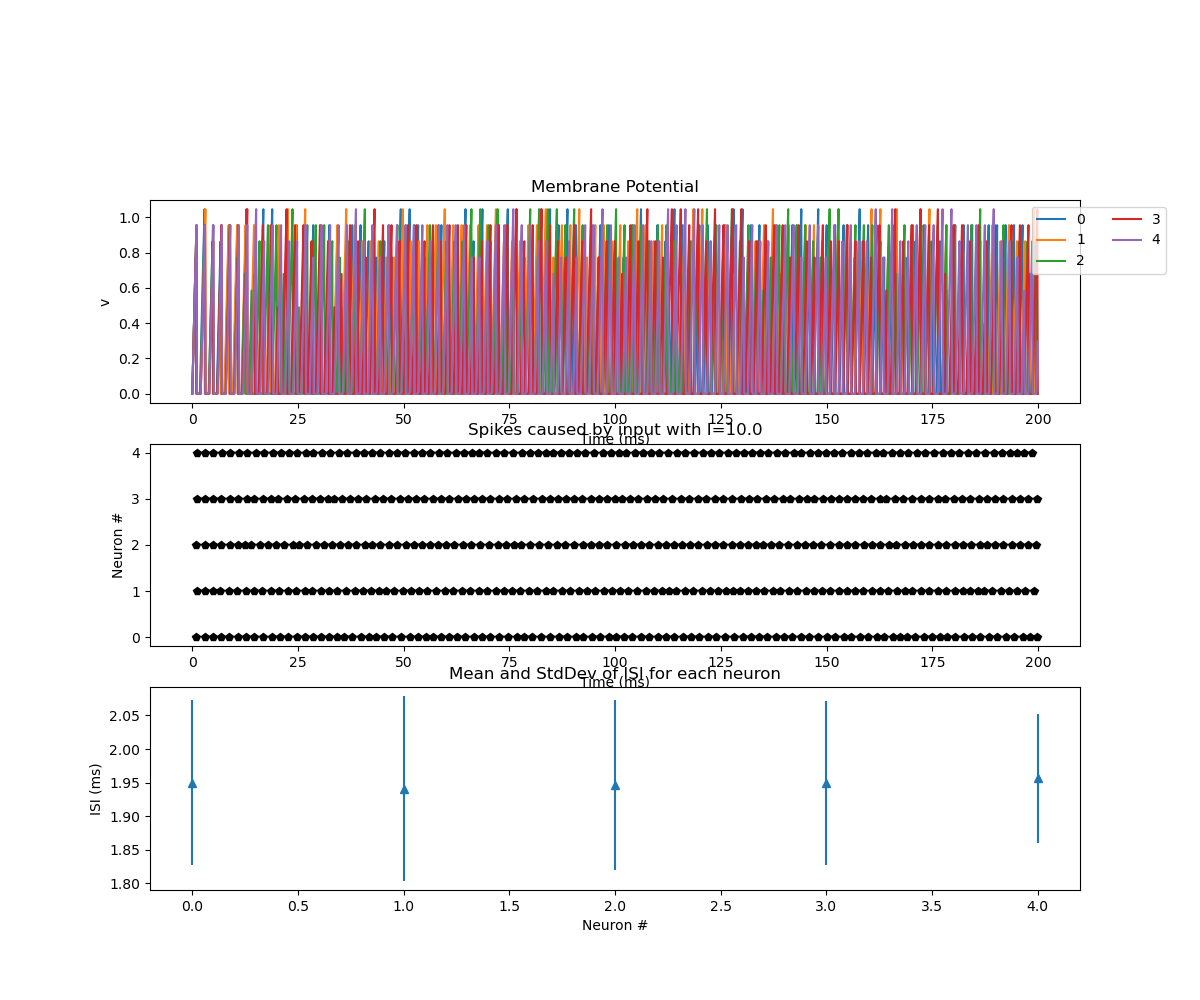 Membrane Potential
1.0
0.8
0.6
0.4
0.2
0.0
v
0 3
1 4
2
0 25 50 75 100 125 150 175 200
Time (ms)
Spikes caused by input with I=10.0
4
3
2
1
0
Neuron #
0 25 50 75 100 125 150 175 200
Time (ms)
Mean and StdDev of ISI for each neuron
2.05
2.00
1.95
1.90
1.85
1.80
ISI (ms)
0.0 0.5 1.0 1.5 2.0 2.5 3.0 3.5 4.0
Neuron #